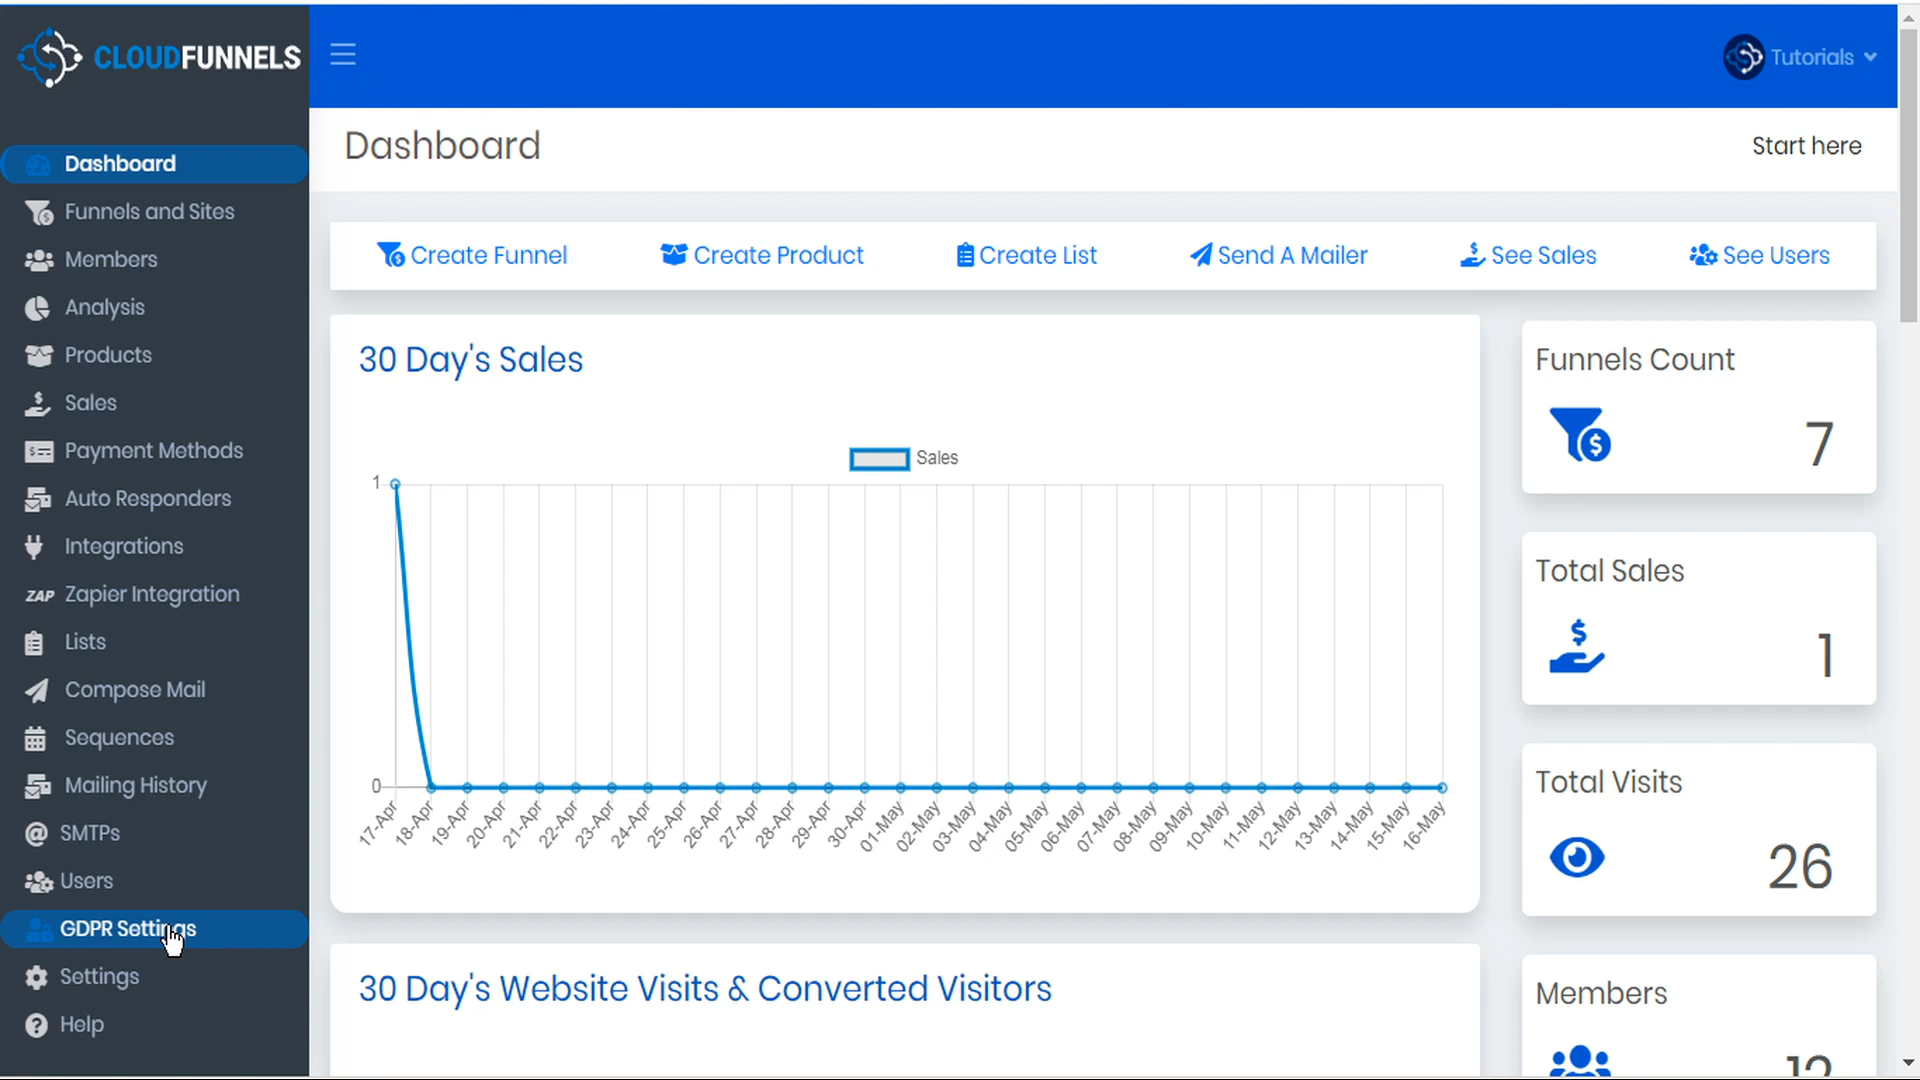 CLOUDFUNNELS
Tutorials
Dashboard
Funnels and Sites
Members
Analysis
Products
Sales
Payment Methods
Auto Responders
Integrations
ZAP Zapier Integration
Lists
Compose Mail
Sequences
Mailing History
SMTPs
Users
GDPR Settings
Settings
Help
Dashboard
Start here
Create Funnel
Create Product
Create List
Send A Mailer
See Sales
See Users
30 Day's Sales
Sales
1
0
17-Apr
18-Apr
19-Apr
20-Apr
21-Apr
22-Apr
23-Apr
24-Apr
25-Apr
26-Apr
27-Apr
28-Apr
29-Apr
30-Apr
01-May
02-May
03-May
04-May
05-May
06-May
07-May
08-May
09-May
10-May
11-May
12-May
13-May
14-May
15-May
16-May
30 Day's Website Visits & Converted Visitors
Funnels Count
7
Total Sales
1
Total Visits
26
Members